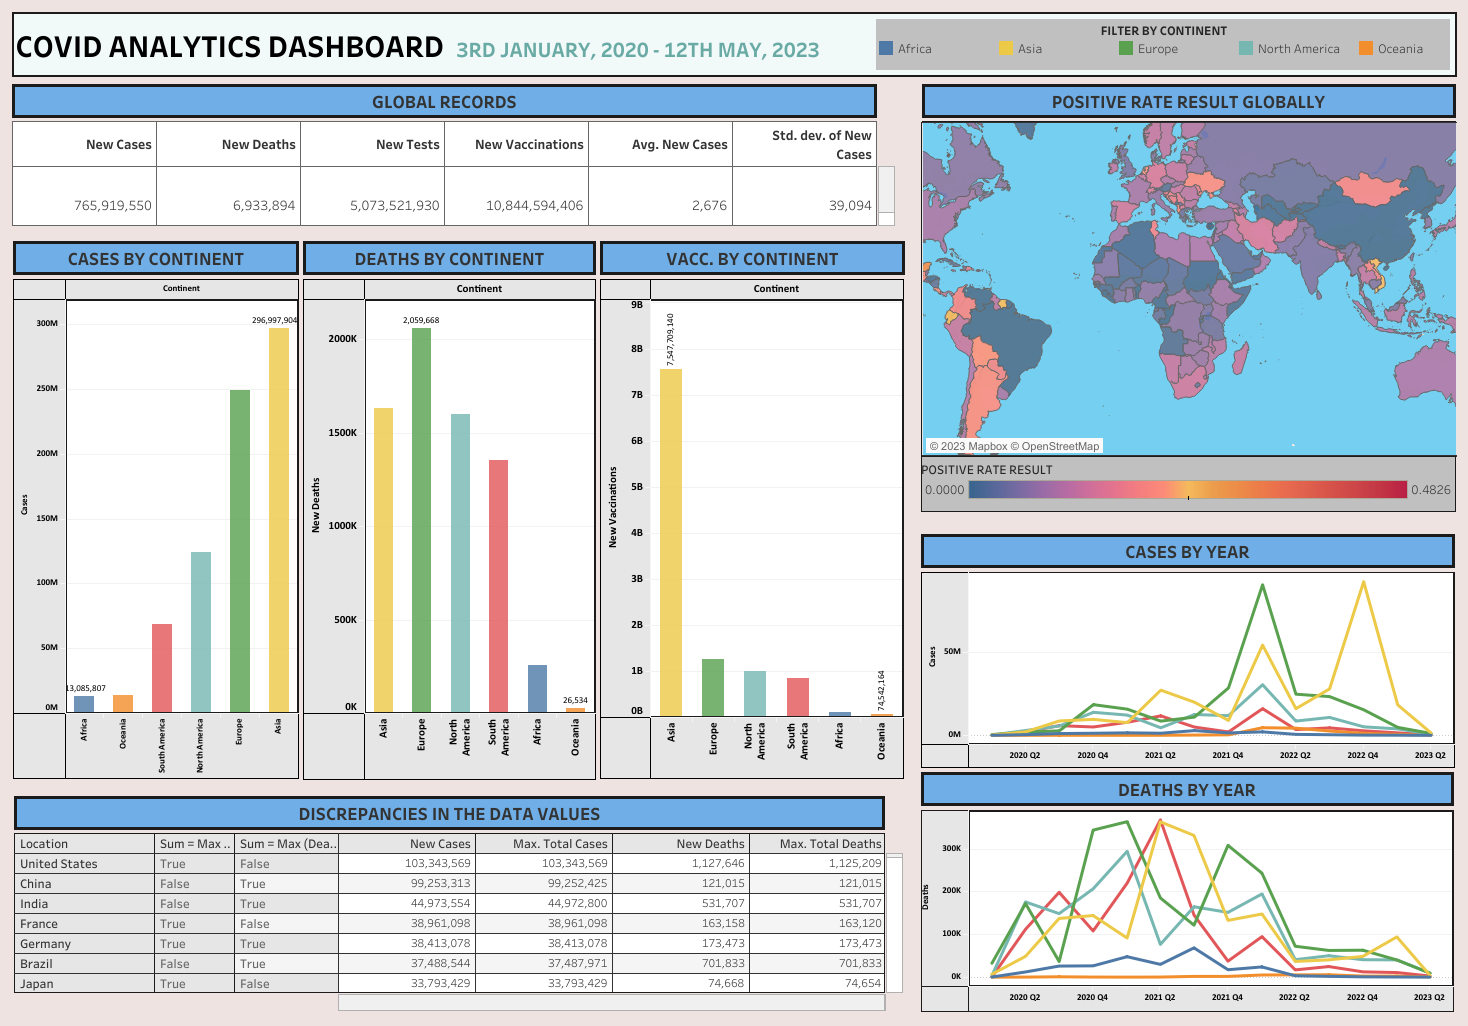 COVID ANALYTICS DASHBOARD 3RD JANUARY, 2020 - 12TH MAY, 2023
FILTER BY CONTINENT
Africa Asia Europe North America Oceania
GLOBAL RECORDS
New Cases New Deaths New Tests New Vaccinations Avg. New Cases Std. dev. of New
Cases
765,919,550 6,933,894 5,073,521,930 10,844,594,406 2,676 39,094
POSITIVE RATE RESULT GLOBALLY
© 2023 Mapbox © OpenStreetMap
POSITIVE RATE RESULT
0.0000 0.4826
CASES BY CONTINENT
Continent
Cases
300M
250M
200M
150M
100M
50M
0M
13,085,807
296,997,904
Africa
Oceania
South America
North America
Europe
Asia
DEATHS BY CONTINENT
Continent
New Deaths
2000K
1500K
1000K
500K
0K
2,059,668
26,534
Asia
Europe
North
America
South
America
Africa
Oceania
VACC. BY CONTINENT
Continent
New Vaccinations
9B
8B
7B
6B
5B
4B
3B
2B
1B
0B
7,547,709,140
74,542,164
Asia
Europe
North
America
South
America
Africa
Oceania
CASES BY YEAR
Cases
50M
0M
2020 Q2 2020 Q4 2021 Q2 2021 Q4 2022 Q2 2022 Q4 2023 Q2
DEATHS BY YEAR
Deaths
300K
200K
100K
0K
2020 Q2 2020 Q4 2021 Q2 2021 Q4 2022 Q2 2022 Q4 2023 Q2
DISCREPANCIES IN THE DATA VALUES
Location Sum = Max .. Sum = Max (Dea.. New Cases Max. Total Cases New Deaths Max. Total Deaths
United States True False 103,343,569 103,343,569 1,127,646 1,125,209
China False True 99,253,313 99,252,425 121,015 121,015
India False True 44,973,554 44,972,800 531,707 531,707
France True False 38,961,098 38,961,098 163,158 163,120
Germany True True 38,413,078 38,413,078 173,473 173,473
Brazil False True 37,488,544 37,487,971 701,833 701,833
Japan True False 33,793,429 33,793,429 74,668 74,654